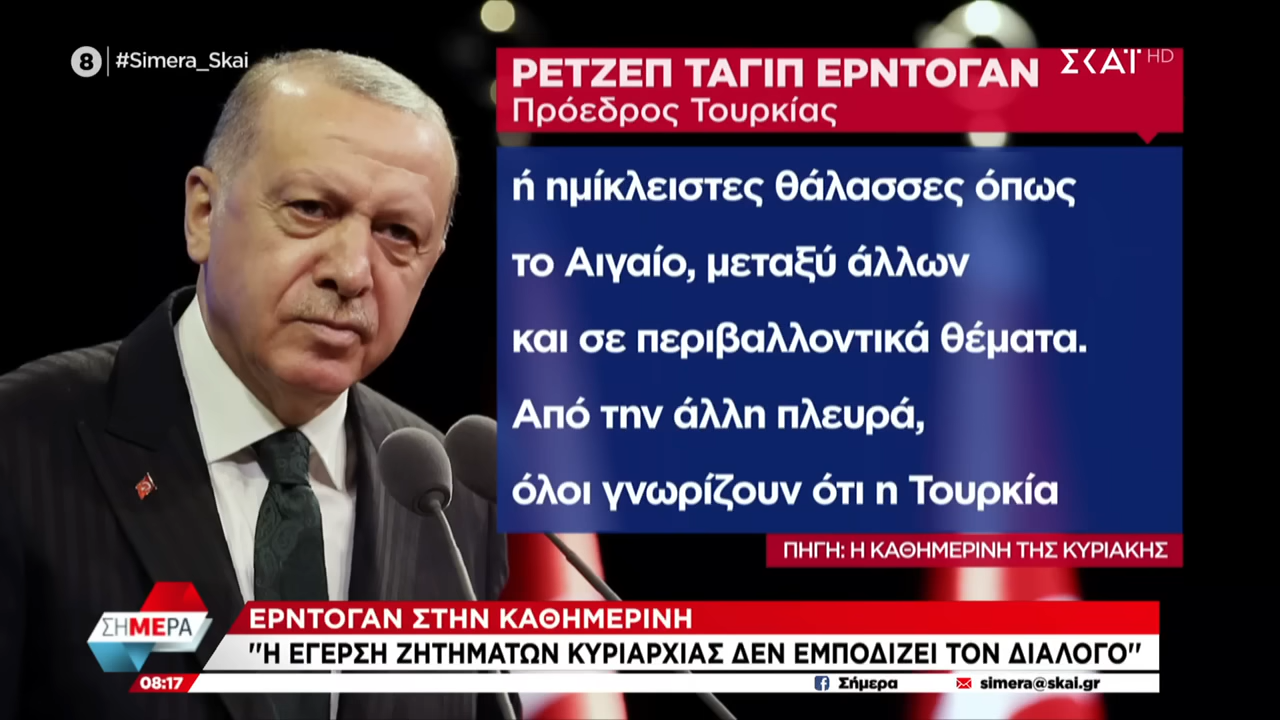 8 #Simera_Skai
ΣΚΑΪ HD
ΡΕΤΖΕΠ ΤΑΓΙΠ ΕΡΝΤΟΓΑΝ
Πρόεδρος Τουρκίας
ή ημίκλειστες θάλασσες όπως
το Αιγαίο, μεταξύ άλλων
και σε περιβαλλοντικά θέματα.
Από την άλλη πλευρά,
όλοι γνωρίζουν ότι η Τουρκία
ΠΗΓΗ: Η ΚΑΘΗΜΕΡΙΝΗ ΤΗΣ ΚΥΡΙΑΚΗΣ
ΣΗΜΕΡΑ
ΕΡΝΤΟΓΑΝ ΣΤΗΝ ΚΑΘΗΜΕΡΙΝΗ
"Η ΕΓΕΡΣΗ ΖΗΤΗΜΑΤΩΝ ΚΥΡΙΑΡΧΙΑΣ ΔΕΝ ΕΜΠΟΔΙΖΕΙ ΤΟΝ ΔΙΑΛΟΓΟ"
08:17
Σήμερα
simera@skai.gr